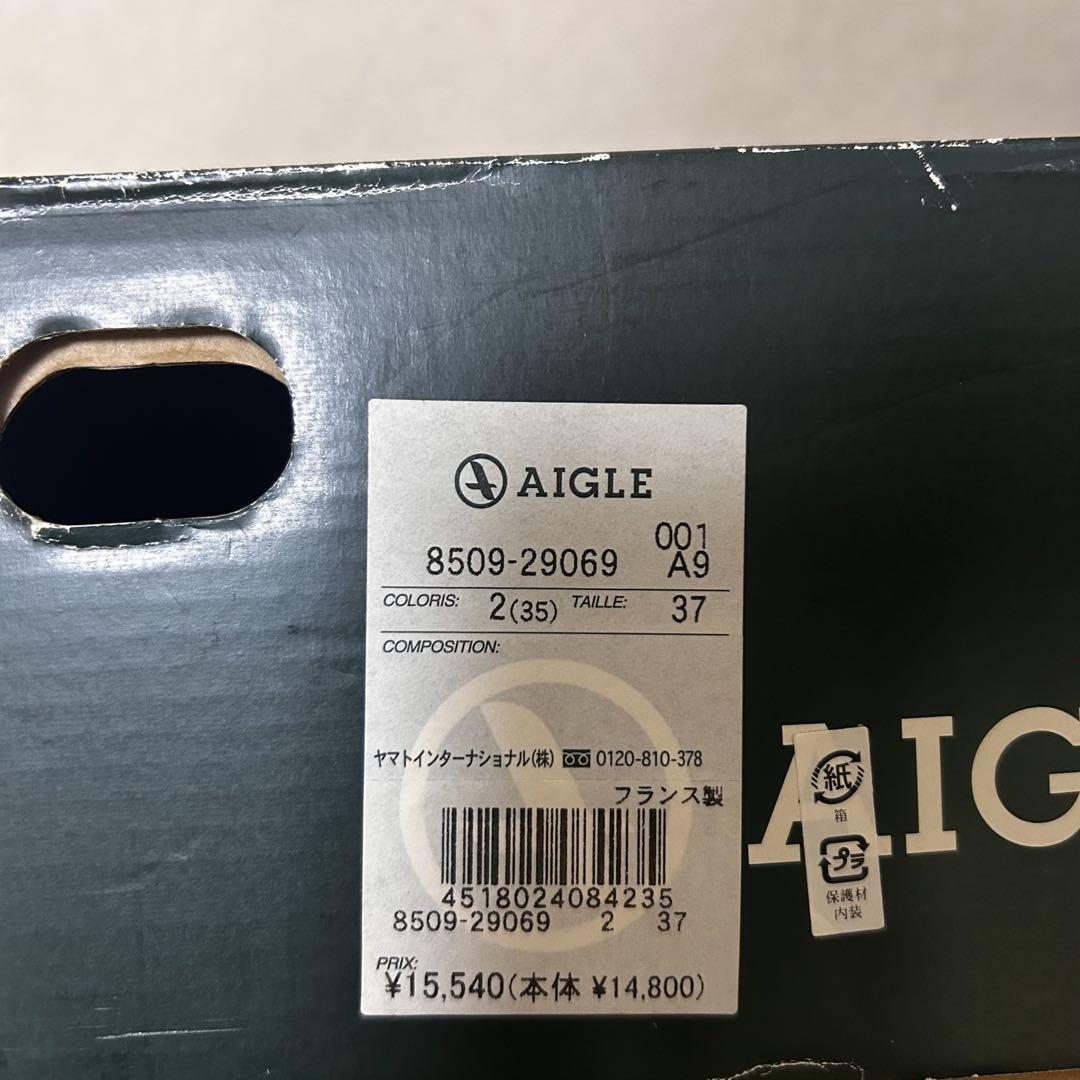 AIGLE
001
8509-29069 A9
COLORIS: 2(35) TAILLE: 37
COMPOSITION:
ヤマトインターナショナル(株) 0120-810-378
フランス製
4518024084235
8509-29069 2 37
PRIX:
¥15,540(本体 ¥14,800)
AIG
紙
箱
プラ
保護材
内装